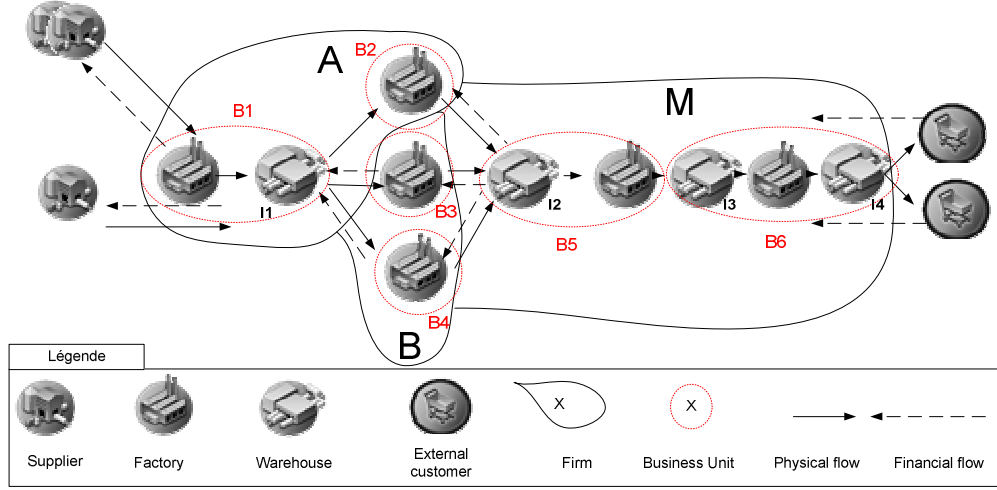 A
B2
M
B1
I1
B3
I2
I3
I4
B5
B6
B4
B
Légende
X
X
Supplier
Factory
Warehouse
External
customer
Firm
Business Unit
Physical flow
Financial flow